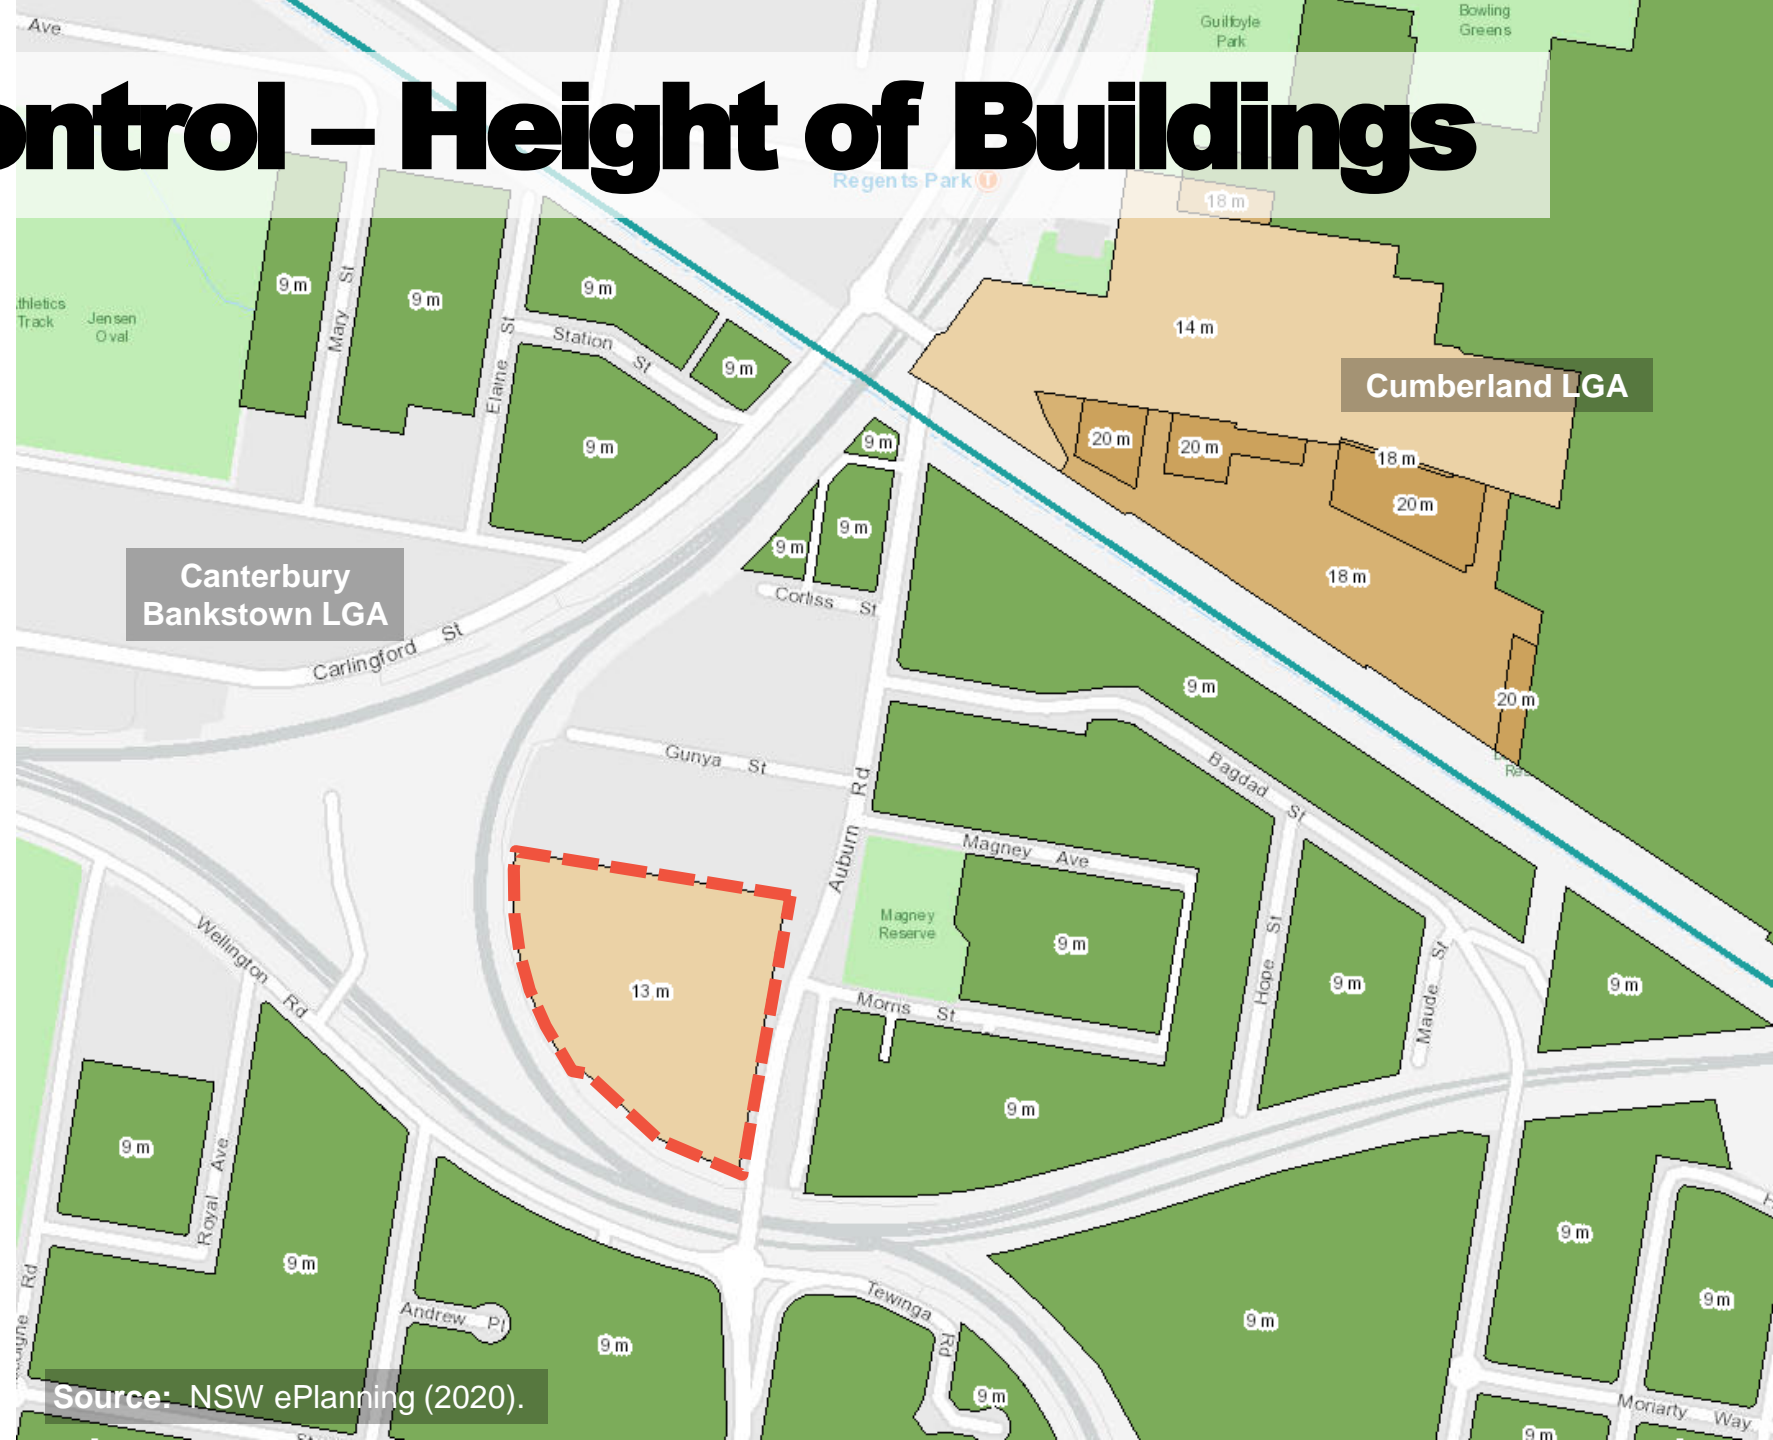 Ave
Guilfoyle
Park
Bowling
Greens
ontrol – Height of Buildings
Regents Park T
18 m
9 m
9 m
9 m
Mary St
Jensen
Oval
Track
Elaine St
Station St
9 m
14 m
Cumberland LGA
9 m
9 m
20 m
20 m
18 m
20 m
9 m
9 m
Canterbury
Bankstown LGA
18 m
Corliss St
Carlingford St
9 m
20 m
Gunya St
Auburn Rd
Bagdad St
Magney Ave
Magney
Reserve
9 m
Wellington Rd
13 m
Hope St
9 m
Maude St
9 m
Morris St
9 m
9 m
Royal Ave
9 m
9 m
Rd
9 m
9 m
Andrew Pl
Tewinga Rd
9 m
9 m
Source: NSW ePlanning (2020).
Moriarty Way
9 m